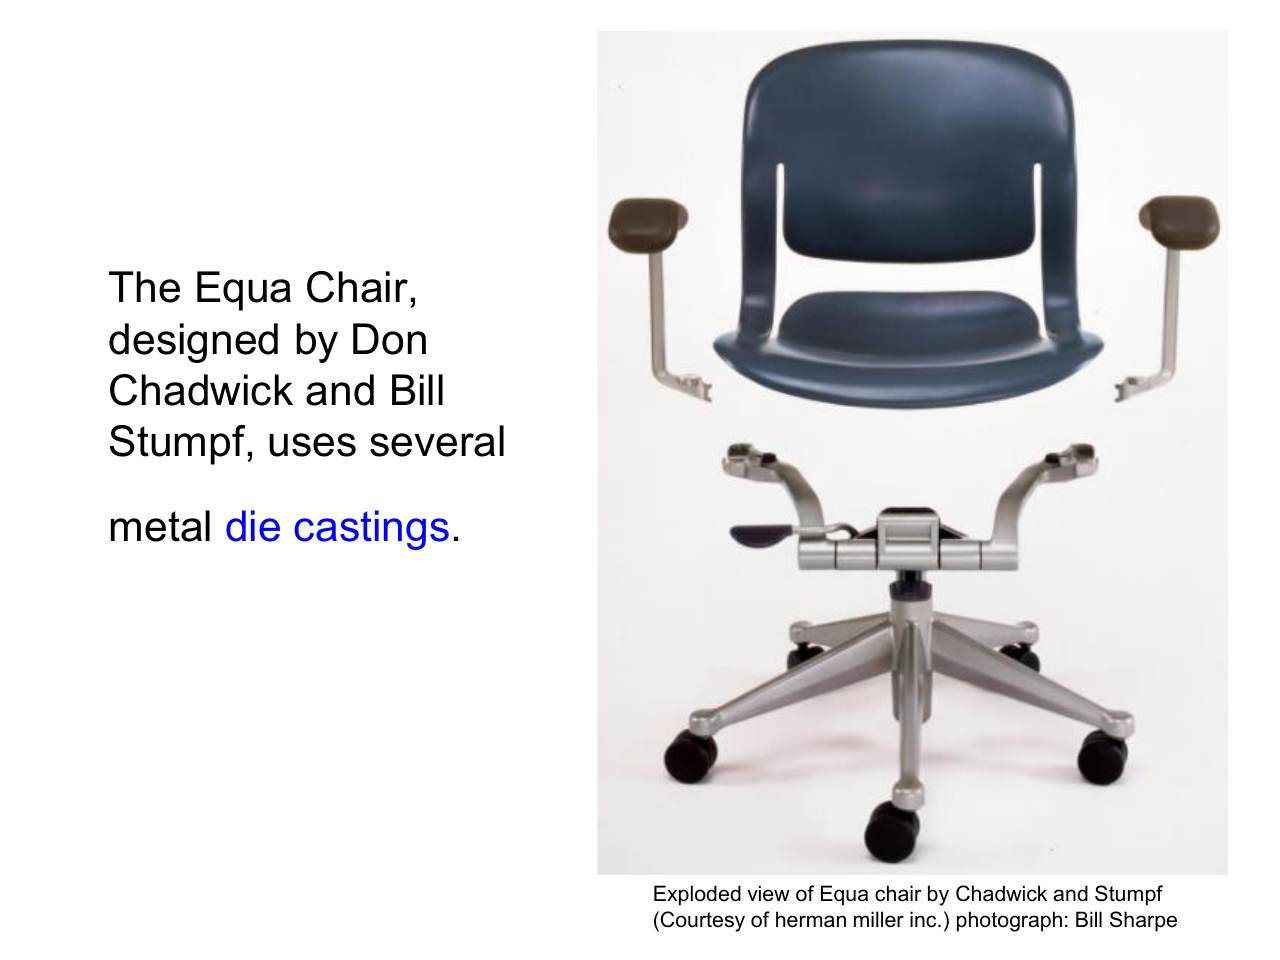 The Equa Chair,
designed by Don
Chadwick and Bill
Stumpf, uses several
metal die castings.
Exploded view of Equa chair by Chadwick and Stumpf
(Courtesy of herman miller inc.) photograph: Bill Sharpe